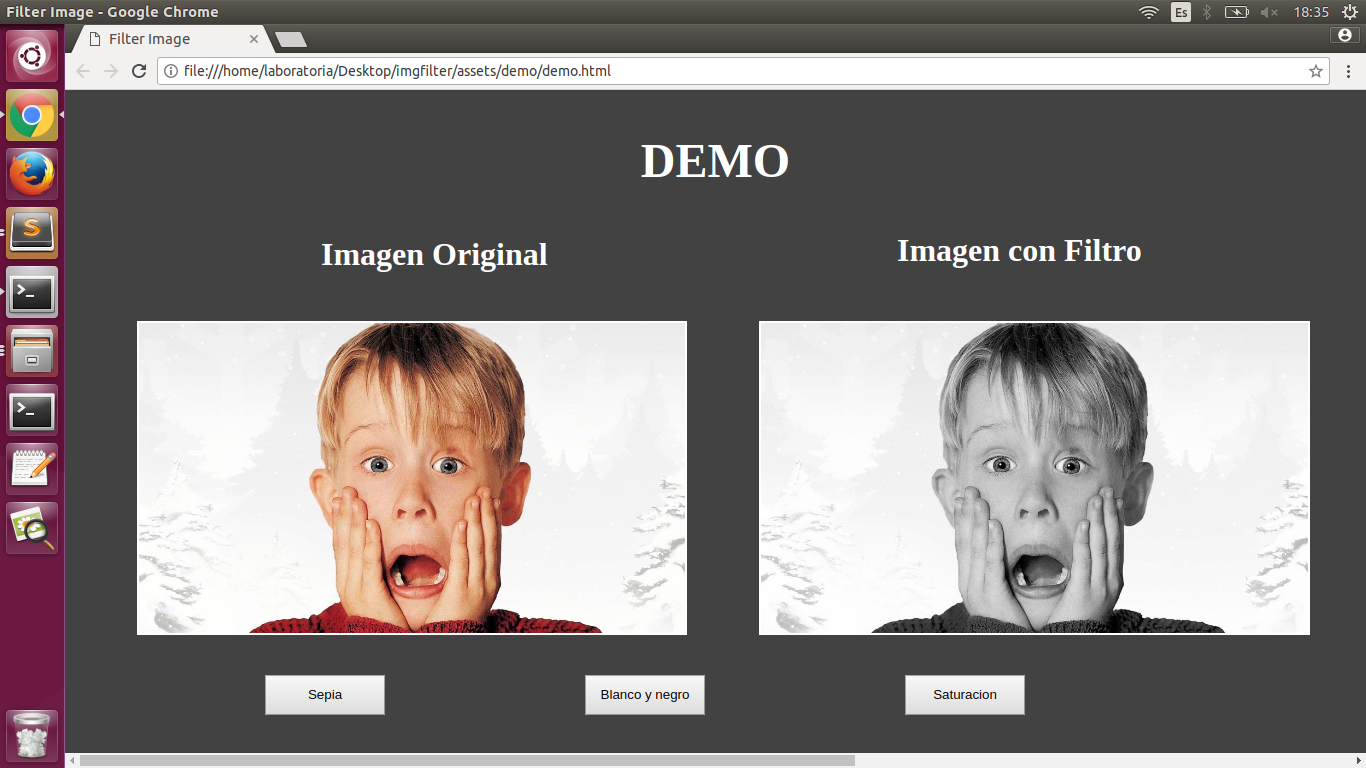 Filter Image - Google Chrome
Es
18:35
Filter Image
file:///home/laboratoria/Desktop/imgfilter/assets/demo/demo.html
DEMO
Imagen Original
Imagen con Filtro
Sepia
Blanco y negro
Saturacion